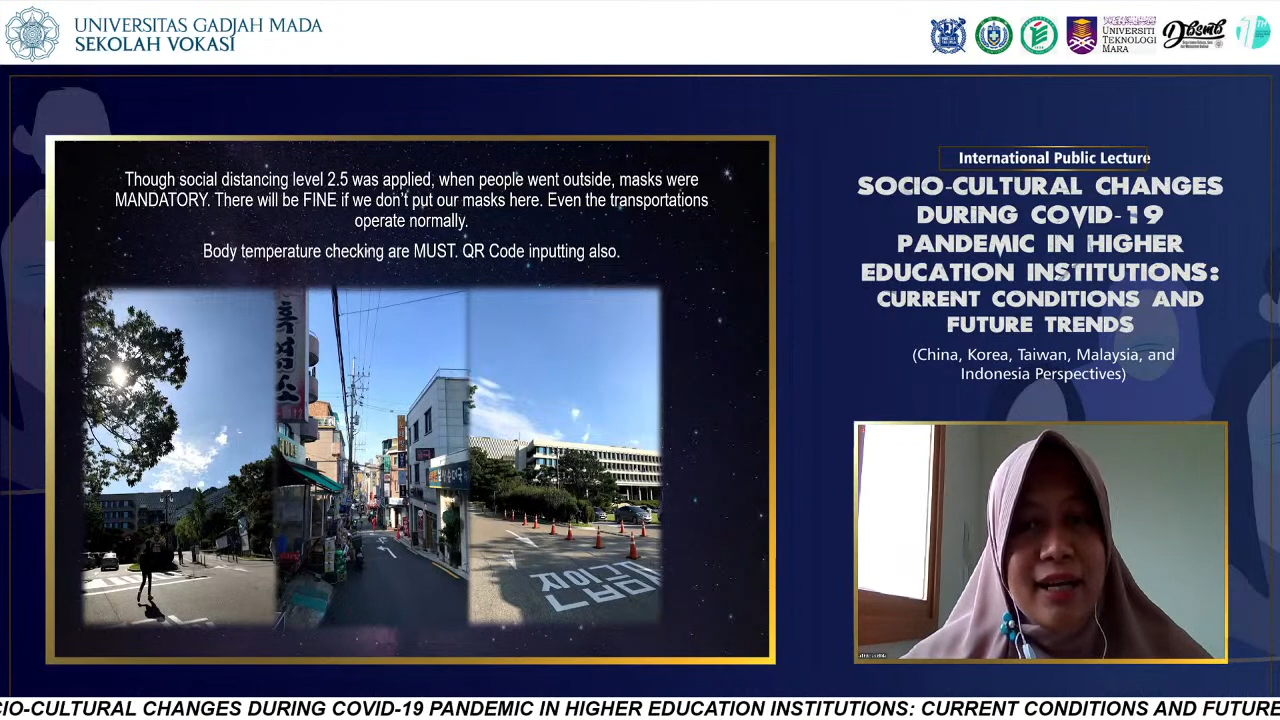 UNIVERSITAS GADJAH MADA
SEKOLAH VOKASI
UNIVERSITI
TEKNOLOGI
MARA
Though social distancing level 2.5 was applied, when people went outside, masks were
MANDATORY. There will be FINE if we don't put our masks here. Even the transportations
operate normally.
Body temperature checking are MUST. QR Code inputting also.
International Public Lecture
SOCIO-CULTURAL CHANGES
DURING COVID-19
PANDEMIC IN HIGHER
EDUCATION INSTITUTIONS:
CURRENT CONDITIONS AND
FUTURE TRENDS
(China, Korea, Taiwan, Malaysia, and
Indonesia Perspectives)
CIO-CULTURAL CHANGES DURING COVID-19 PANDEMIC IN HIGHER EDUCATION INSTITUTIONS: CURRENT CONDITIONS AND FUTURE